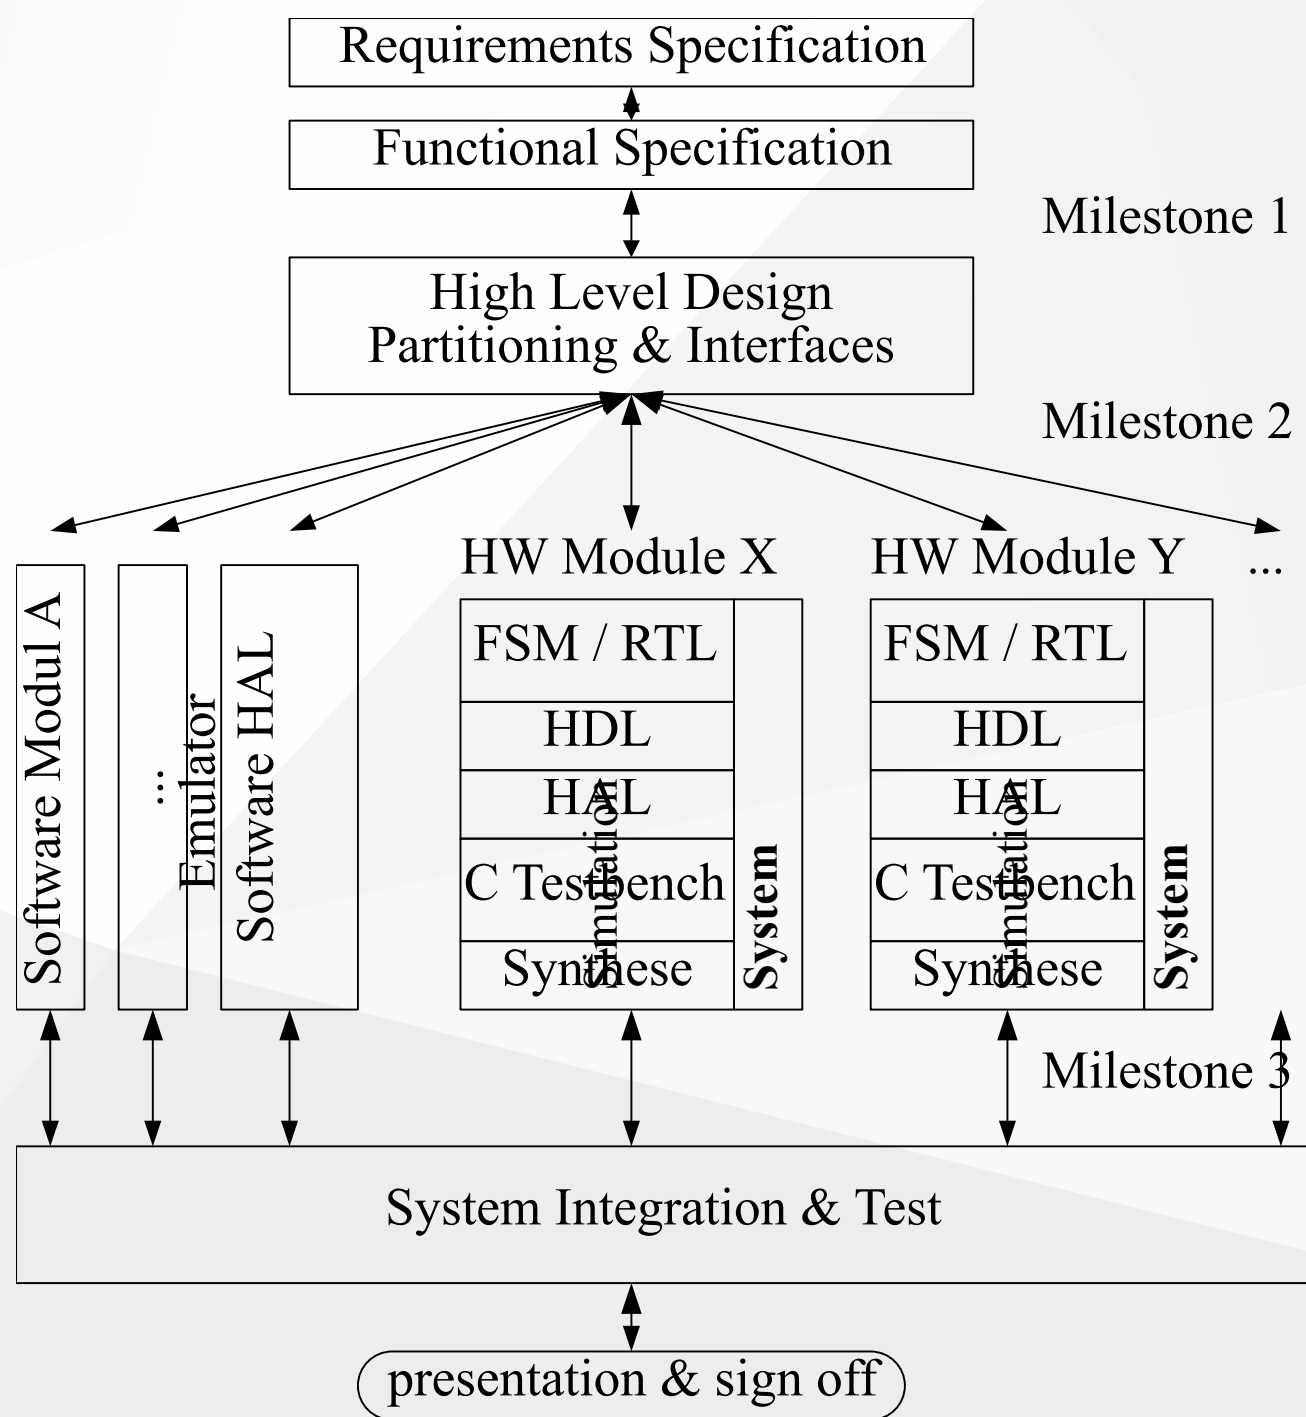 Requirements Specification
Functional Specification
Milestone 1
High Level Design
Partitioning & Interfaces
Milestone 2
HW Module X
HW Module Y
...
Software Modul A
...
Emulator
Software HAL
FSM / RTL
HDL
HAL
C Testbench
Synthese
Simulation
System
FSM / RTL
HDL
HAL
C Testbench
Synthese
Simulation
System
Milestone 3
System Integration & Test
presentation & sign off